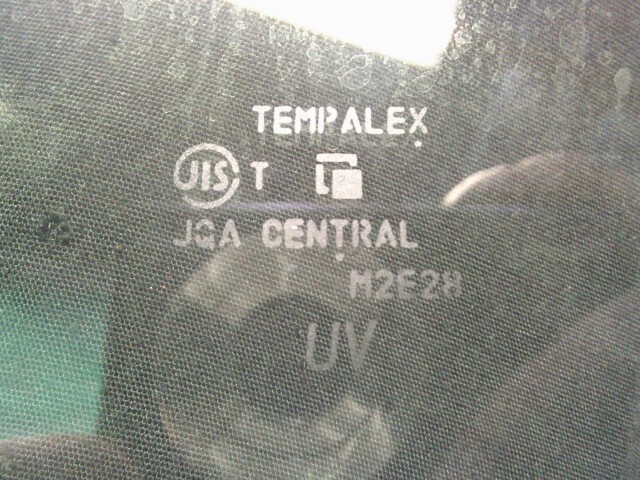 TEMPALEX
JIS T
JQA CENTRAL
M2E28
UV